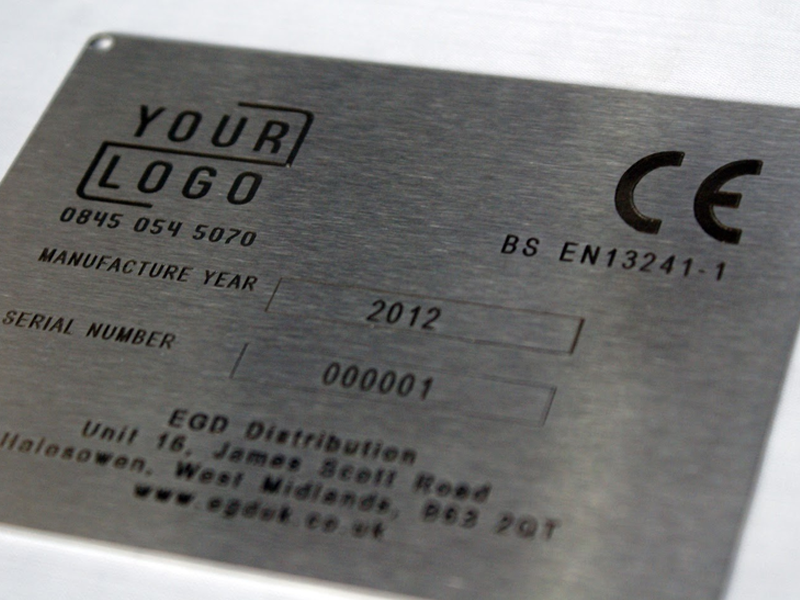 YOUR
LOGO
0845 054 5070
CE
BS EN13241-1
MANUFACTURE YEAR 2012
SERIAL NUMBER 000001
EGD Distribution
Unit 16, James Scott Road
Halesowen, West Midlands, B63 2QT
www.egduk.co.uk